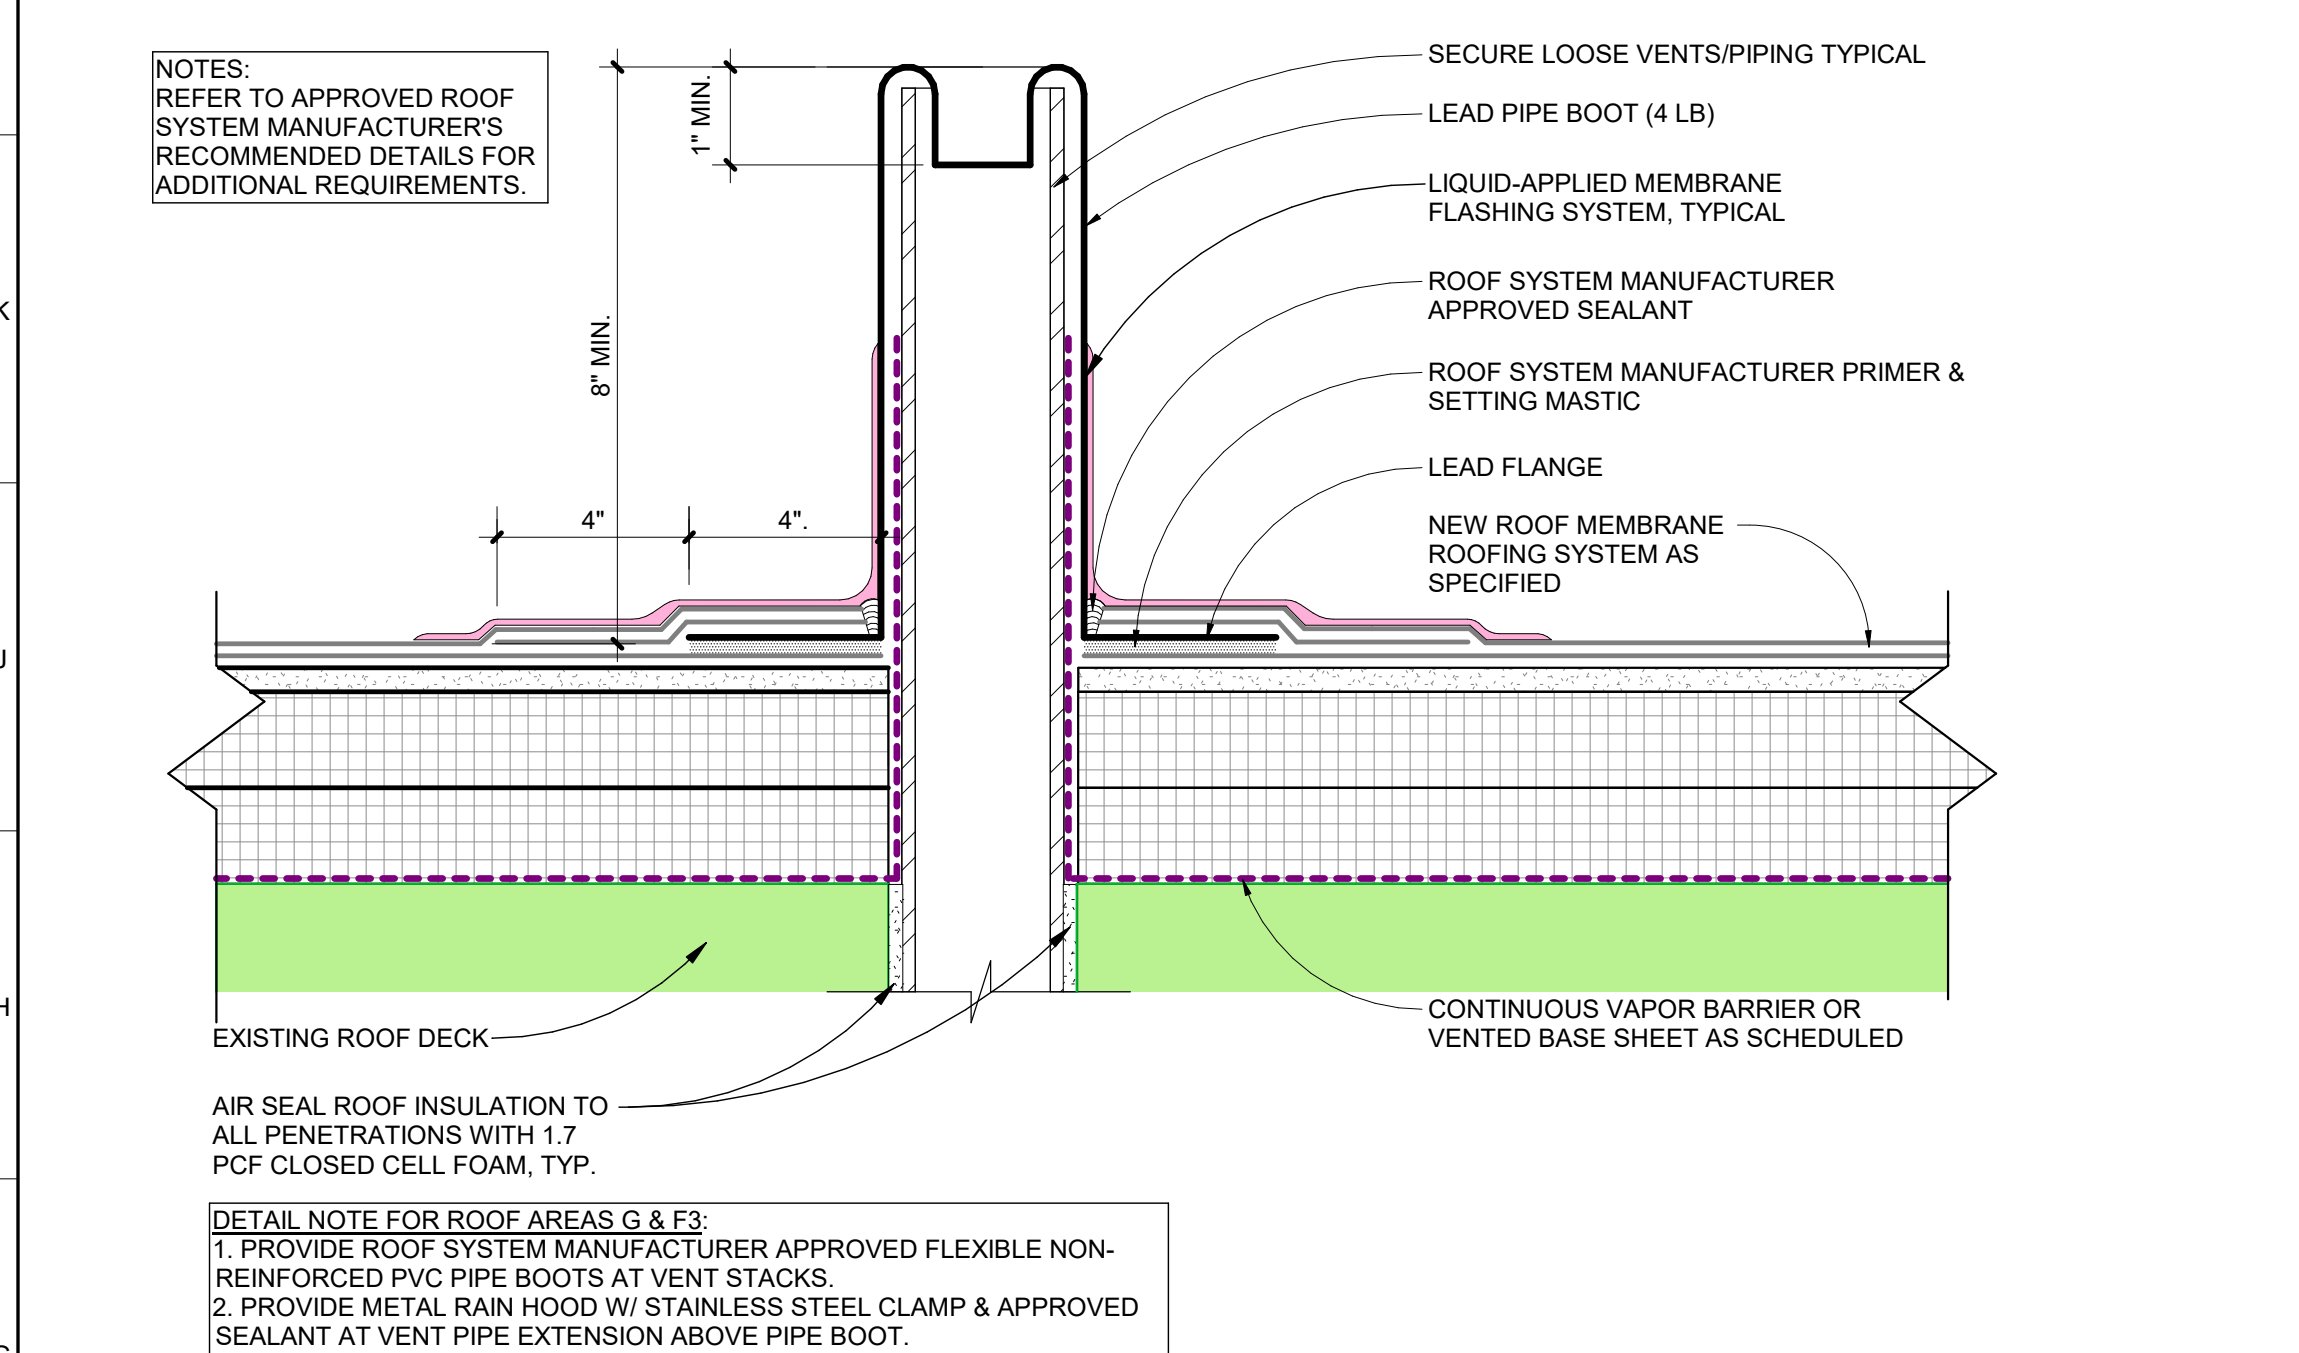 NOTES:
REFER TO APPROVED ROOF
SYSTEM MANUFACTURER'S
RECOMMENDED DETAILS FOR
ADDITIONAL REQUIREMENTS.
1" MIN.
8" MIN.
4"
4".
SECURE LOOSE VENTS/PIPING TYPICAL
LEAD PIPE BOOT (4 LB)
LIQUID-APPLIED MEMBRANE
FLASHING SYSTEM, TYPICAL
ROOF SYSTEM MANUFACTURER
APPROVED SEALANT
ROOF SYSTEM MANUFACTURER PRIMER &
SETTING MASTIC
LEAD FLANGE
NEW ROOF MEMBRANE
ROOFING SYSTEM AS
SPECIFIED
CONTINUOUS VAPOR BARRIER OR
VENTED BASE SHEET AS SCHEDULED
EXISTING ROOF DECK
AIR SEAL ROOF INSULATION TO
ALL PENETRATIONS WITH 1.7
PCF CLOSED CELL FOAM, TYP.
DETAIL NOTE FOR ROOF AREAS G & F3:
1. PROVIDE ROOF SYSTEM MANUFACTURER APPROVED FLEXIBLE NON-
REINFORCED PVC PIPE BOOTS AT VENT STACKS.
2. PROVIDE METAL RAIN HOOD W/ STAINLESS STEEL CLAMP & APPROVED
SEALANT AT VENT PIPE EXTENSION ABOVE PIPE BOOT.
K
J
H